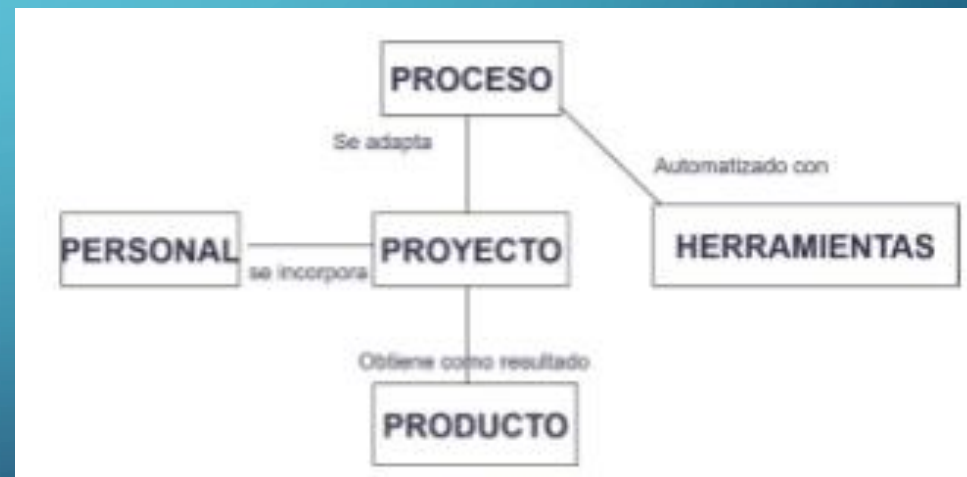 PROCESO
Se adapta
Automatizado con
PERSONAL
se incorpora
PROYECTO
HERRAMIENTAS
Obtiene como resultado
PRODUCTO